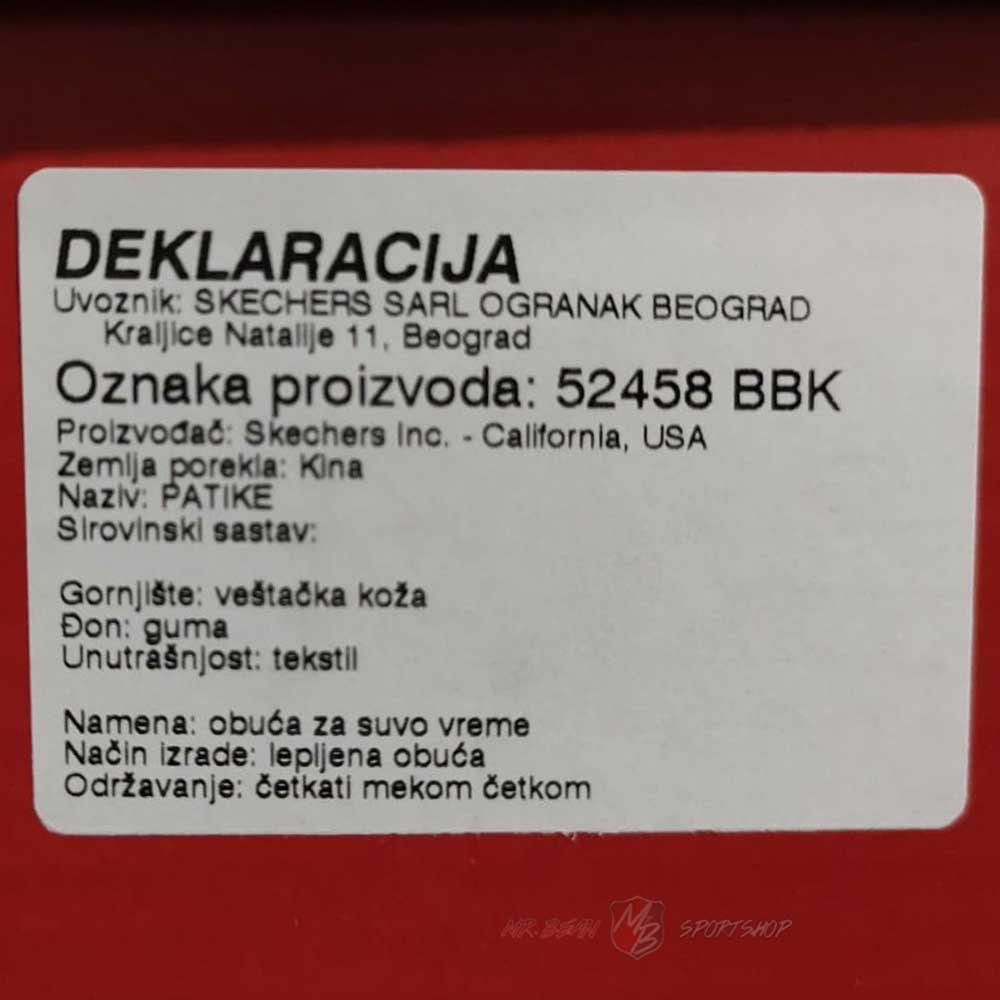 DEKLARACIJA
Uvoznik: SKECHERS SARL OGRANAK BEOGRAD
Kraljice Natalije 11, Beograd
Oznaka proizvoda: 52458 BBK
Proizvođač: Skechers Inc. - California, USA
Zemlja porekla: Kina
Naziv: PATIKE
Sirovinski sastav:
Gornjište: veštačka koža
Đon: guma
Unutrašnjost: tekstil
Namena: obuća za suvo vreme
Način izrade: lepljena obuća
Održavanje: četkati mekom četkom
MR. BEAN MB SPORTSHOP